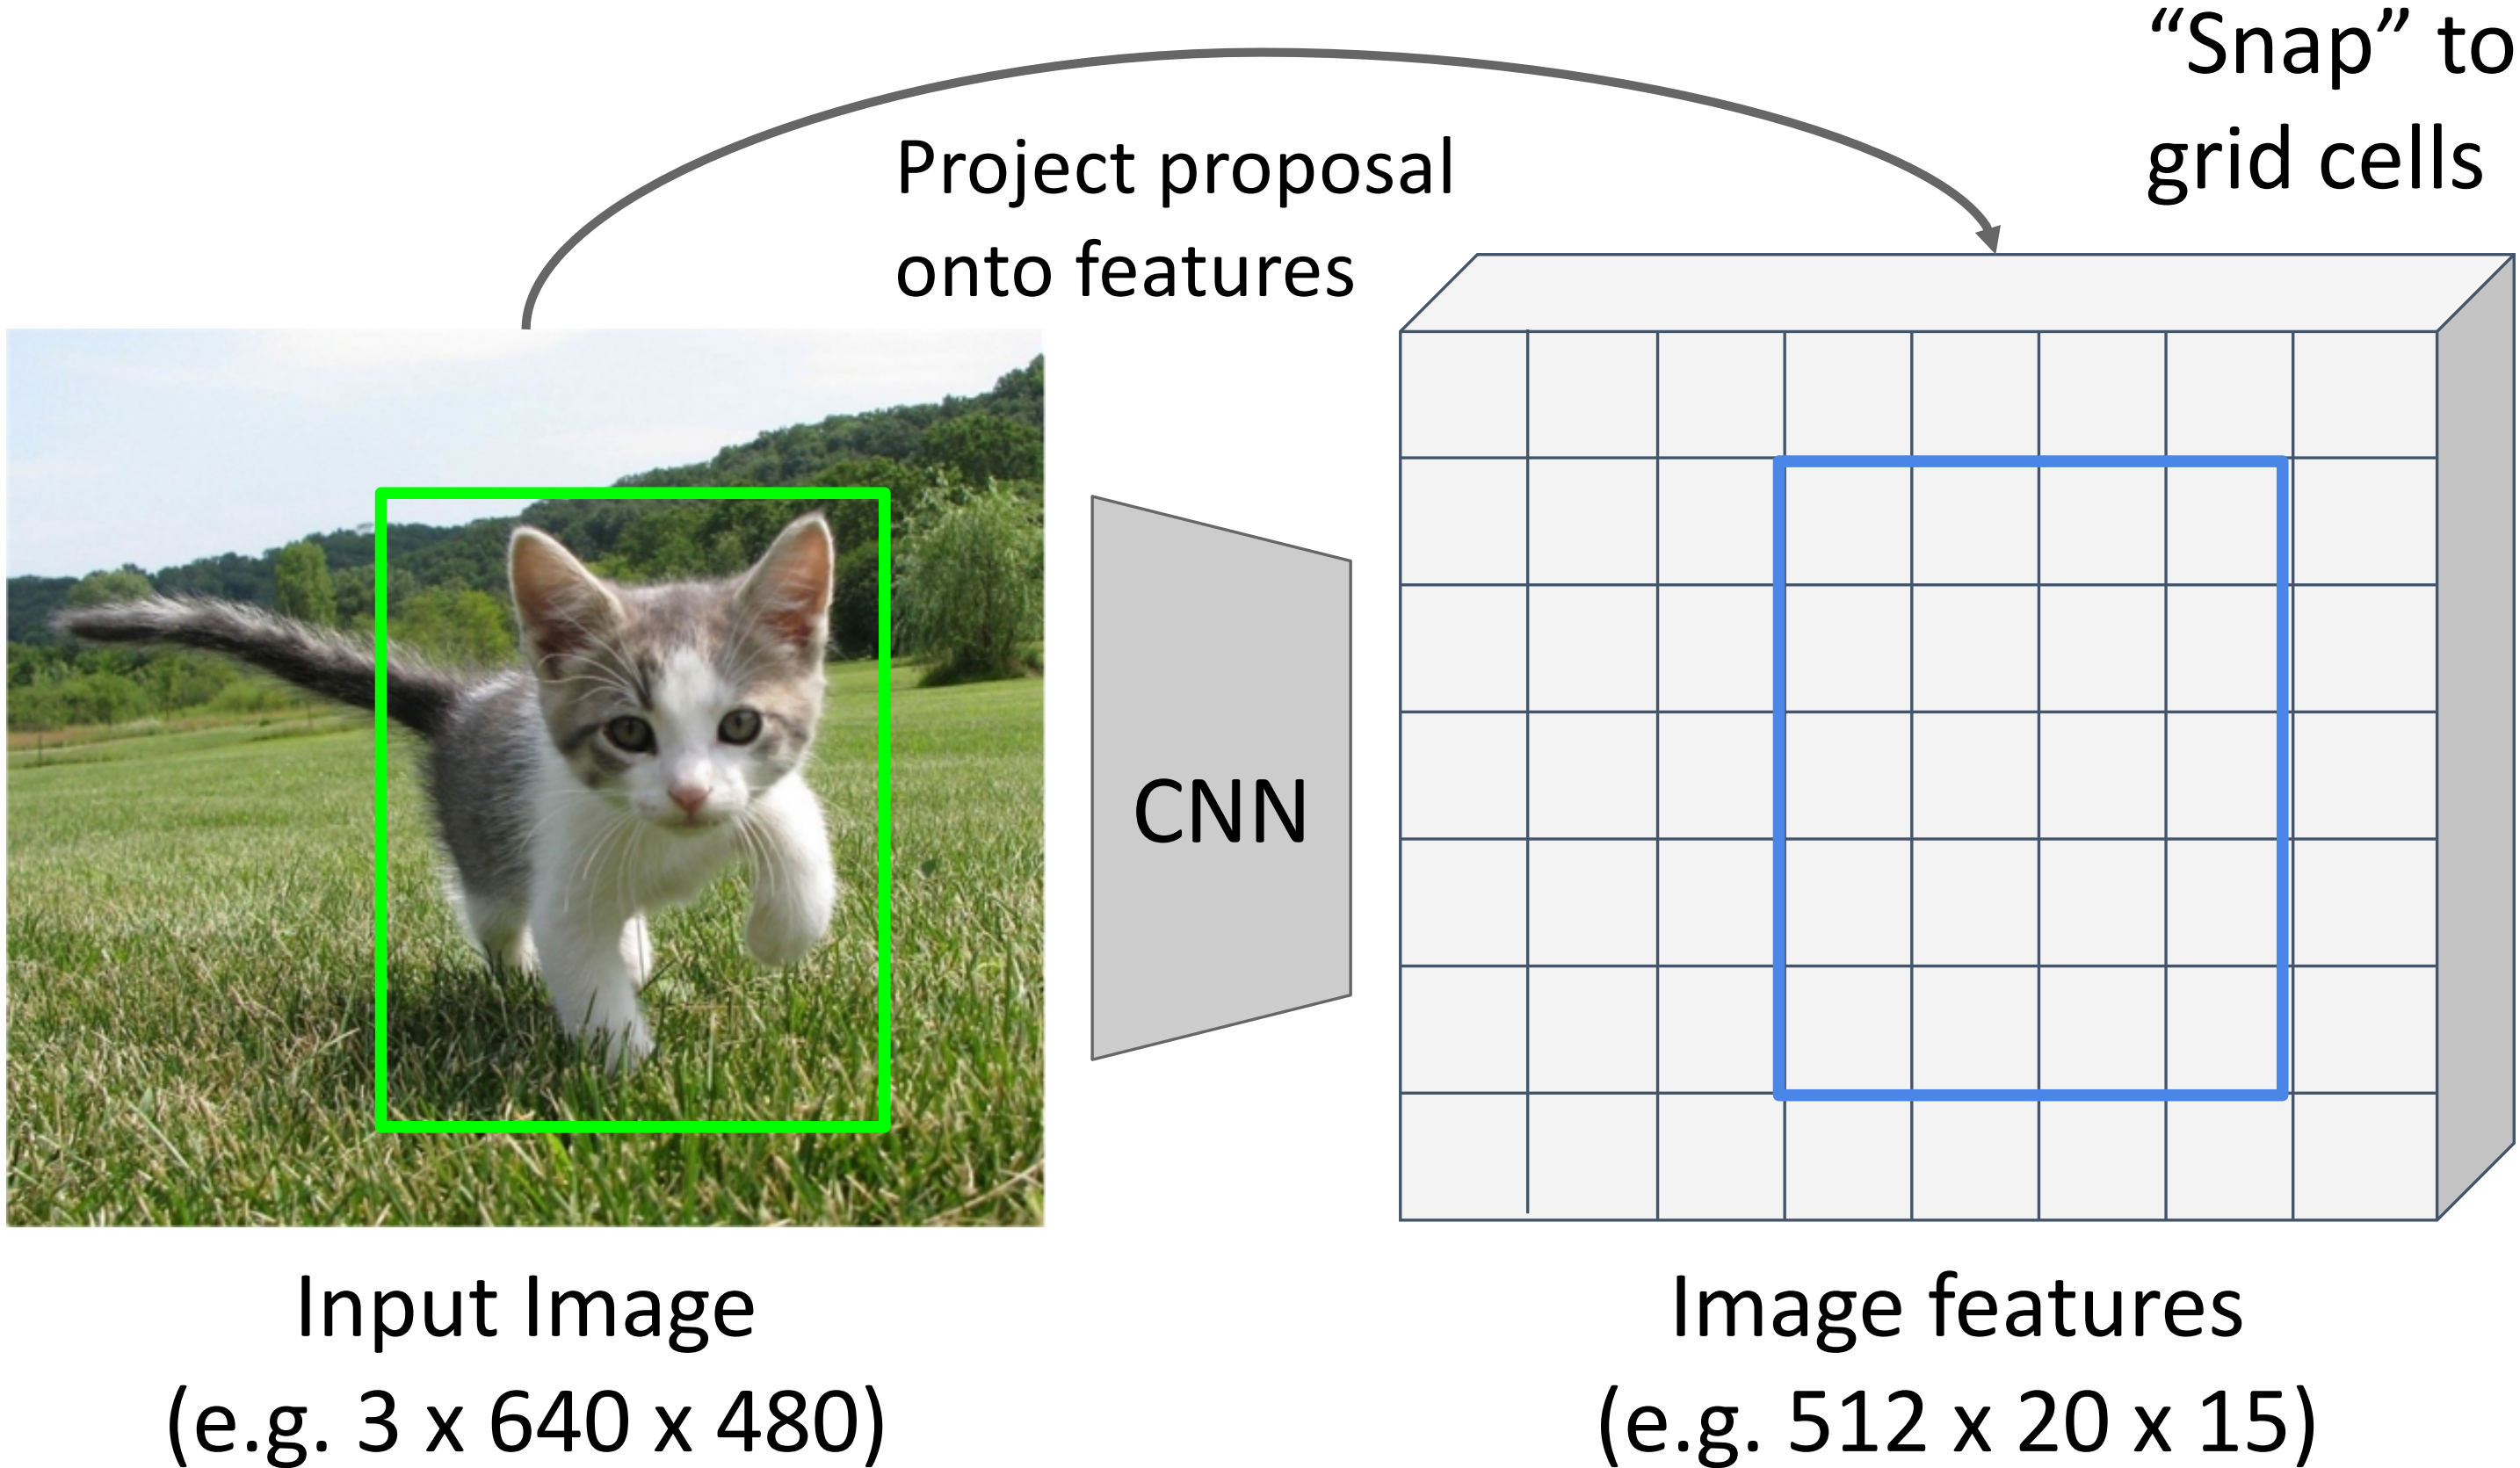 “Snap” to
grid cells
Project proposal
onto features
CNN
Input Image
(e.g. 3 x 640 x 480)
Image features
(e.g. 512 x 20 x 15)